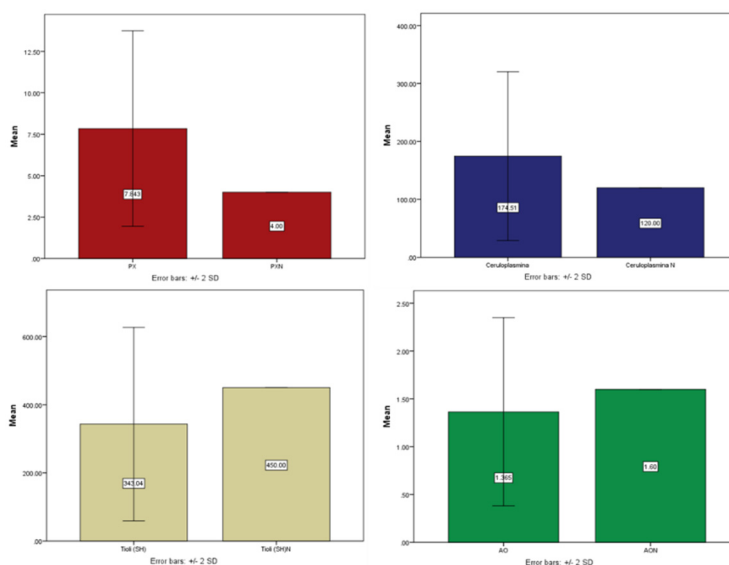 Mean
12.50
10.00
7.50
5.00
2.50
.00
7.843
4.00
PX
PXN
Error bars: +/- 2 SD
Mean
400.00
300.00
200.00
100.00
.00
174.51
120.00
Ceruloplasmina
Ceruloplasmina N
Error bars: +/- 2 SD
Mean
600.00
400.00
200.00
.00
343.04
450.00
Tioli (SH)
Tioli (SH)N
Error bars: +/- 2 SD
Mean
2.50
2.00
1.50
1.00
.50
.00
1.365
1.60
AO
AON
Error bars: +/- 2 SD